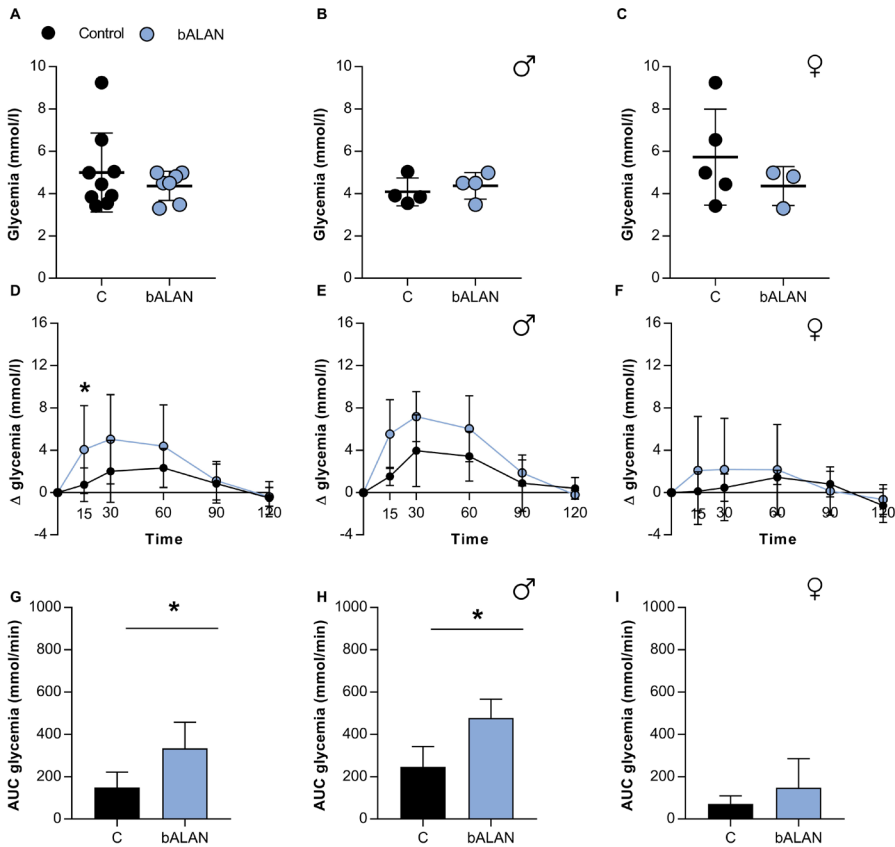 A B C
Control bALAN
♂ ♀
10 10 10
8 8 8
6 6 6
4 4 4
2 2 2
0 0 0
Glycemia (mmol/l) Glycemia (mmol/l) Glycemia (mmol/l)
C bALAN C bALAN C bALAN
D E F
♂ ♀
16 16 16
12 12 12
*
8 8 8
4 4 4
0 0 0
-4 -4 -4
Δ glycemia (mmol/l) Δ glycemia (mmol/l) Δ glycemia (mmol/l)
15 30 60 90 120 15 30 60 90 120 15 30 60 90 120
Time Time Time
G H I
♂ ♀
* *
1000 1000 1000
800 800 800
600 600 600
400 400 400
200 200 200
0 0 0
AUC glycemia (mmol/min) AUC glycemia (mmol/min) AUC glycemia (mmol/min)
C bALAN C bALAN C bALAN